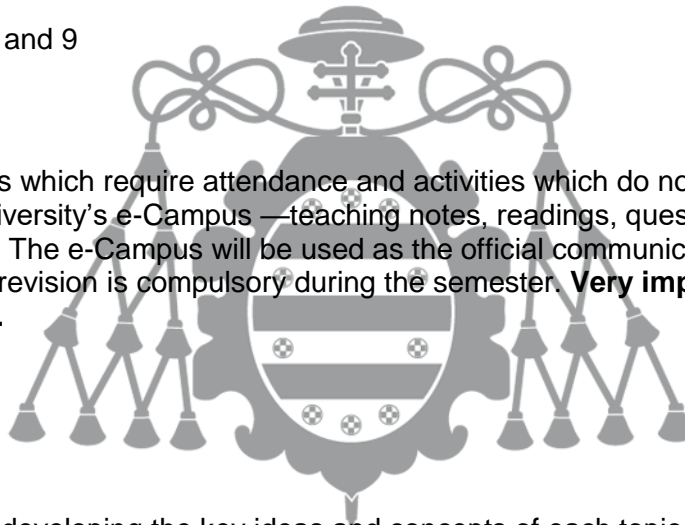 and 9
s which require attendance and activities which do no
iversity's e-Campus —teaching notes, readings, ques
. The e-Campus will be used as the official communic
revision is compulsory during the semester. Very imp
.
developing the key ideas and concepts of each topic